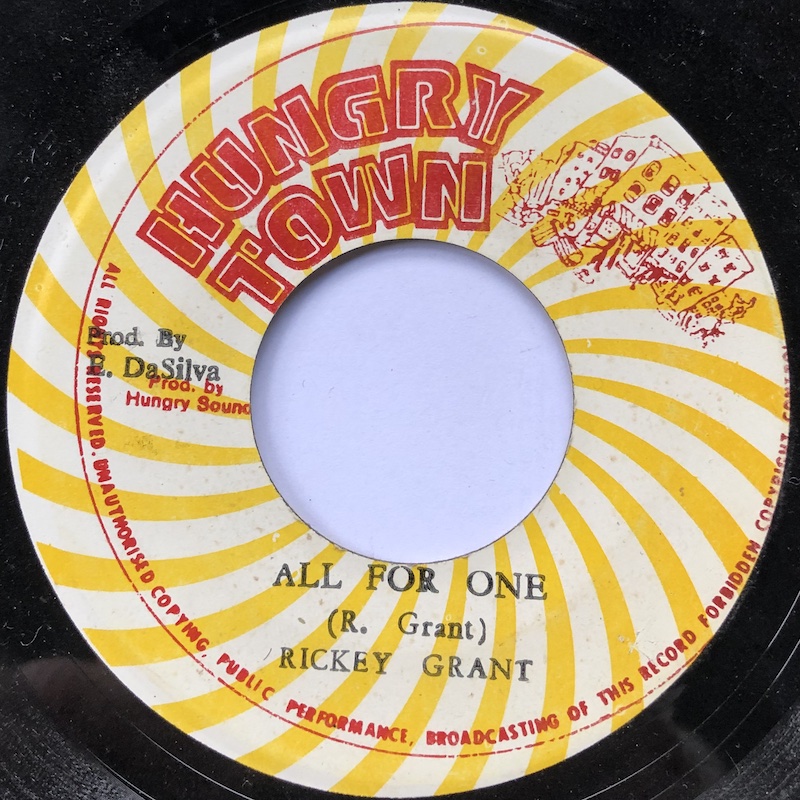 HUNGRY
TOWN
Prod. By
E. DaSilva
Prod. by
Hungry Sound
ALL FOR ONE
(R. Grant)
RICKEY GRANT
ALL RIGHTS RESERVED. UNAUTHORISED COPYING, PUBLIC PERFORMANCE, BROADCASTING OF THIS RECORD FORBIDDEN COPYRIGHT CONTROL